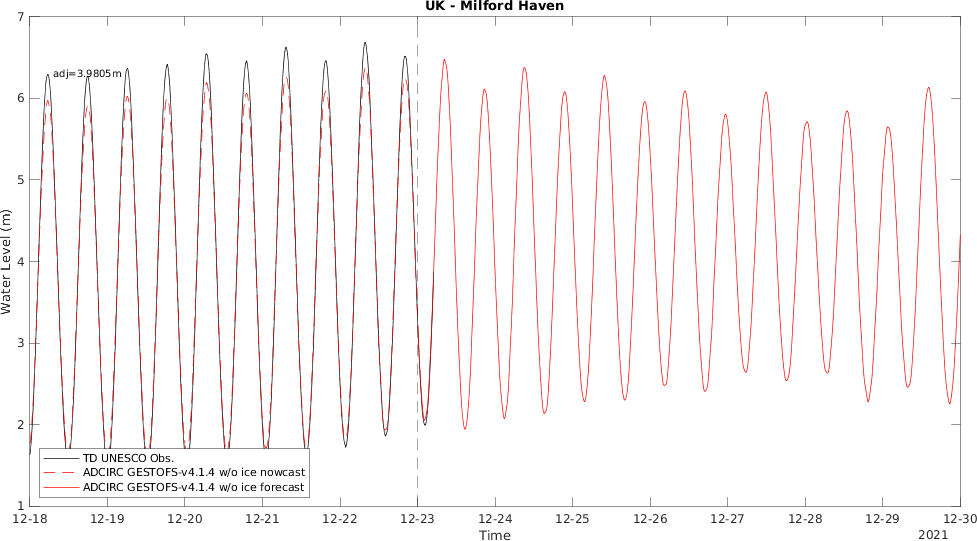 UK - Milford Haven
7
adj=3.9805m
6
5
4
3
2
1
Water Level (m)
TD UNESCO Obs.
ADCIRC GESTOFS-v4.1.4 w/o ice nowcast
ADCIRC GESTOFS-v4.1.4 w/o ice forecast
12-18 12-19 12-20 12-21 12-22 12-23 12-24 12-25 12-26 12-27 12-28 12-29 12-30
Time
2021